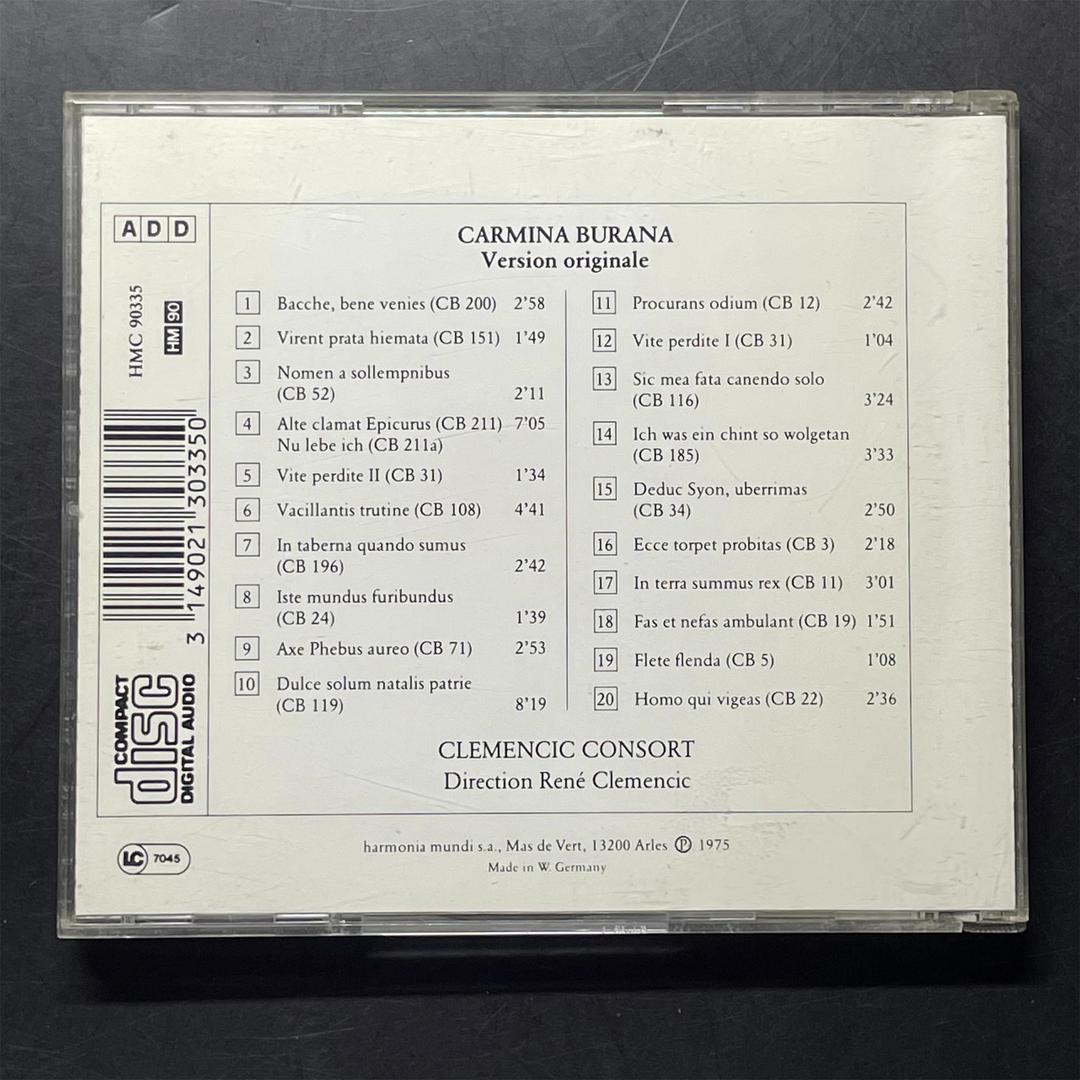 A D D
HMC 90335
HM 90
3 149021 303350
COMPACT
disc
DIGITAL AUDIO
CARMINA BURANA
Version originale
1 Bacche, bene venies (CB 200) 2'58
2 Virent prata hiemata (CB 151) 1'49
3 Nomen a sollempnibus
(CB 52) 2'11
4 Alte clamat Epicurus (CB 211) 7'05
Nu lebe ich (CB 211a)
5 Vite perdite II (CB 31) 1'34
6 Vacillantis trutine (CB 108) 4'41
7 In taberna quando sumus
(CB 196) 2'42
8 Iste mundus furibundus
(CB 24) 1'39
9 Axe Phebus aureo (CB 71) 2'53
10 Dulce solum natalis patrie
(CB 119) 8'19
11 Procurans odium (CB 12) 2'42
12 Vite perdite I (CB 31) 1'04
13 Sic mea fata canendo solo
(CB 116) 3'24
14 Ich was ein chint so wolgetan
(CB 185) 3'33
15 Deduc Syon, uberrimas
(CB 34) 2'50
16 Ecce torpet probitas (CB 3) 2'18
17 In terra summus rex (CB 11) 3'01
18 Fas et nefas ambulant (CB 19) 1'51
19 Flete flenda (CB 5) 1'08
20 Homo qui vigeas (CB 22) 2'36
CLEMENCIC CONSORT
Direction René Clemencic
LC 7045
harmonia mundi s.a., Mas de Vert, 13200 Arles Ⓟ 1975
Made in W. Germany